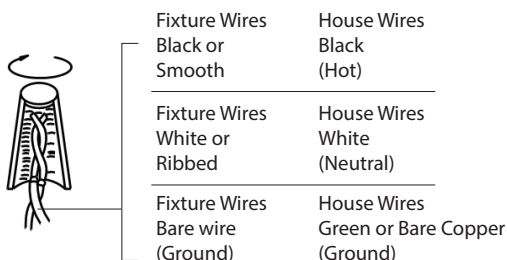 Fixture Wires House Wires
Black or Black
Smooth (Hot)
Fixture Wires House Wires
White or White
Ribbed (Neutral)
Fixture Wires House Wires
Bare wire Green or Bare Copper
(Ground) (Ground)